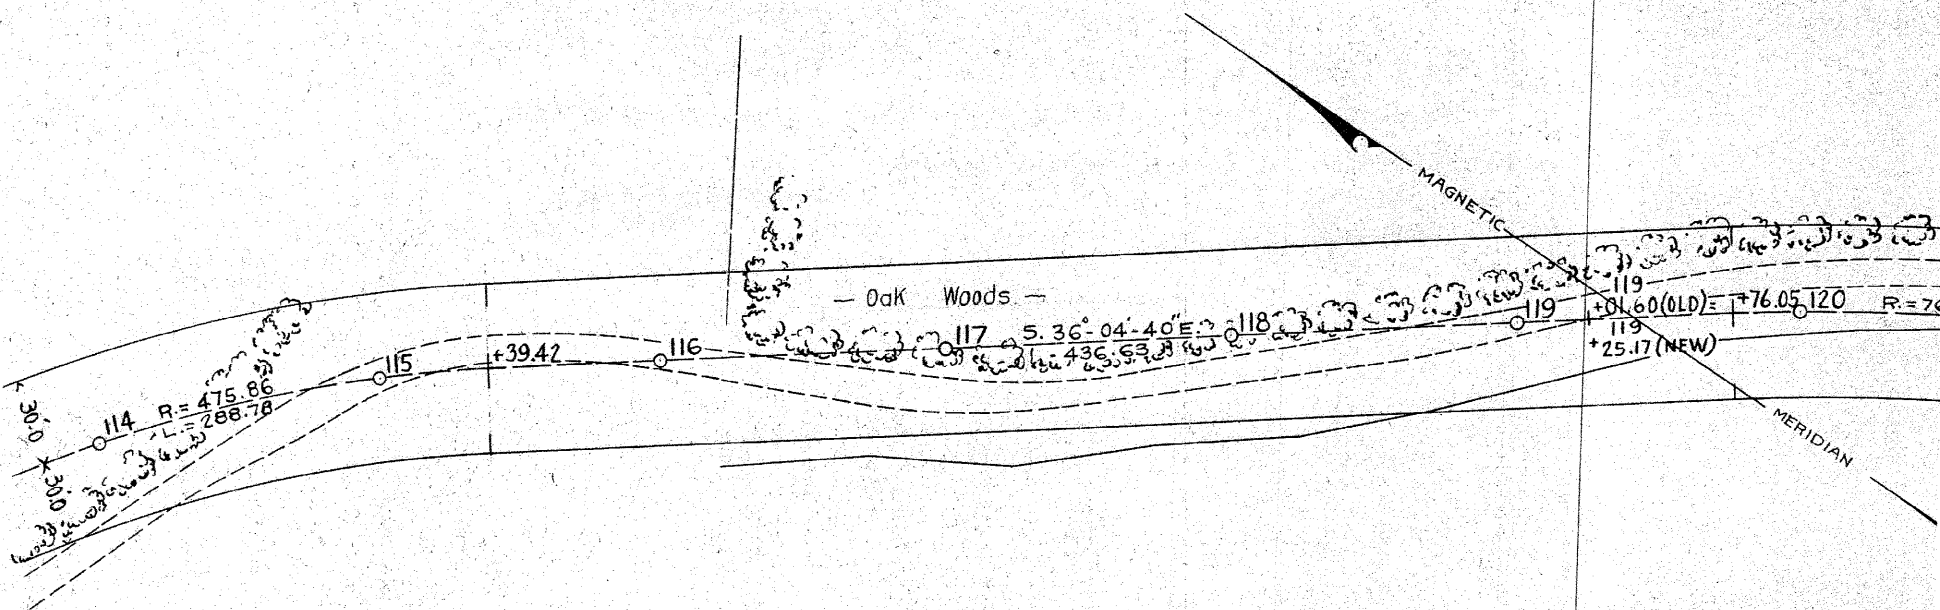 30.0
30.0
114
R.= 475.86
L.= 288.78
115
+39.42
116
— Oak Woods —
117
S. 36°-04'-40"E.
L.= 436.63
118
119
119
+01.60(OLD)=
119
+25.17(NEW)
+76.05
120
R.=76
MAGNETIC
MERIDIAN